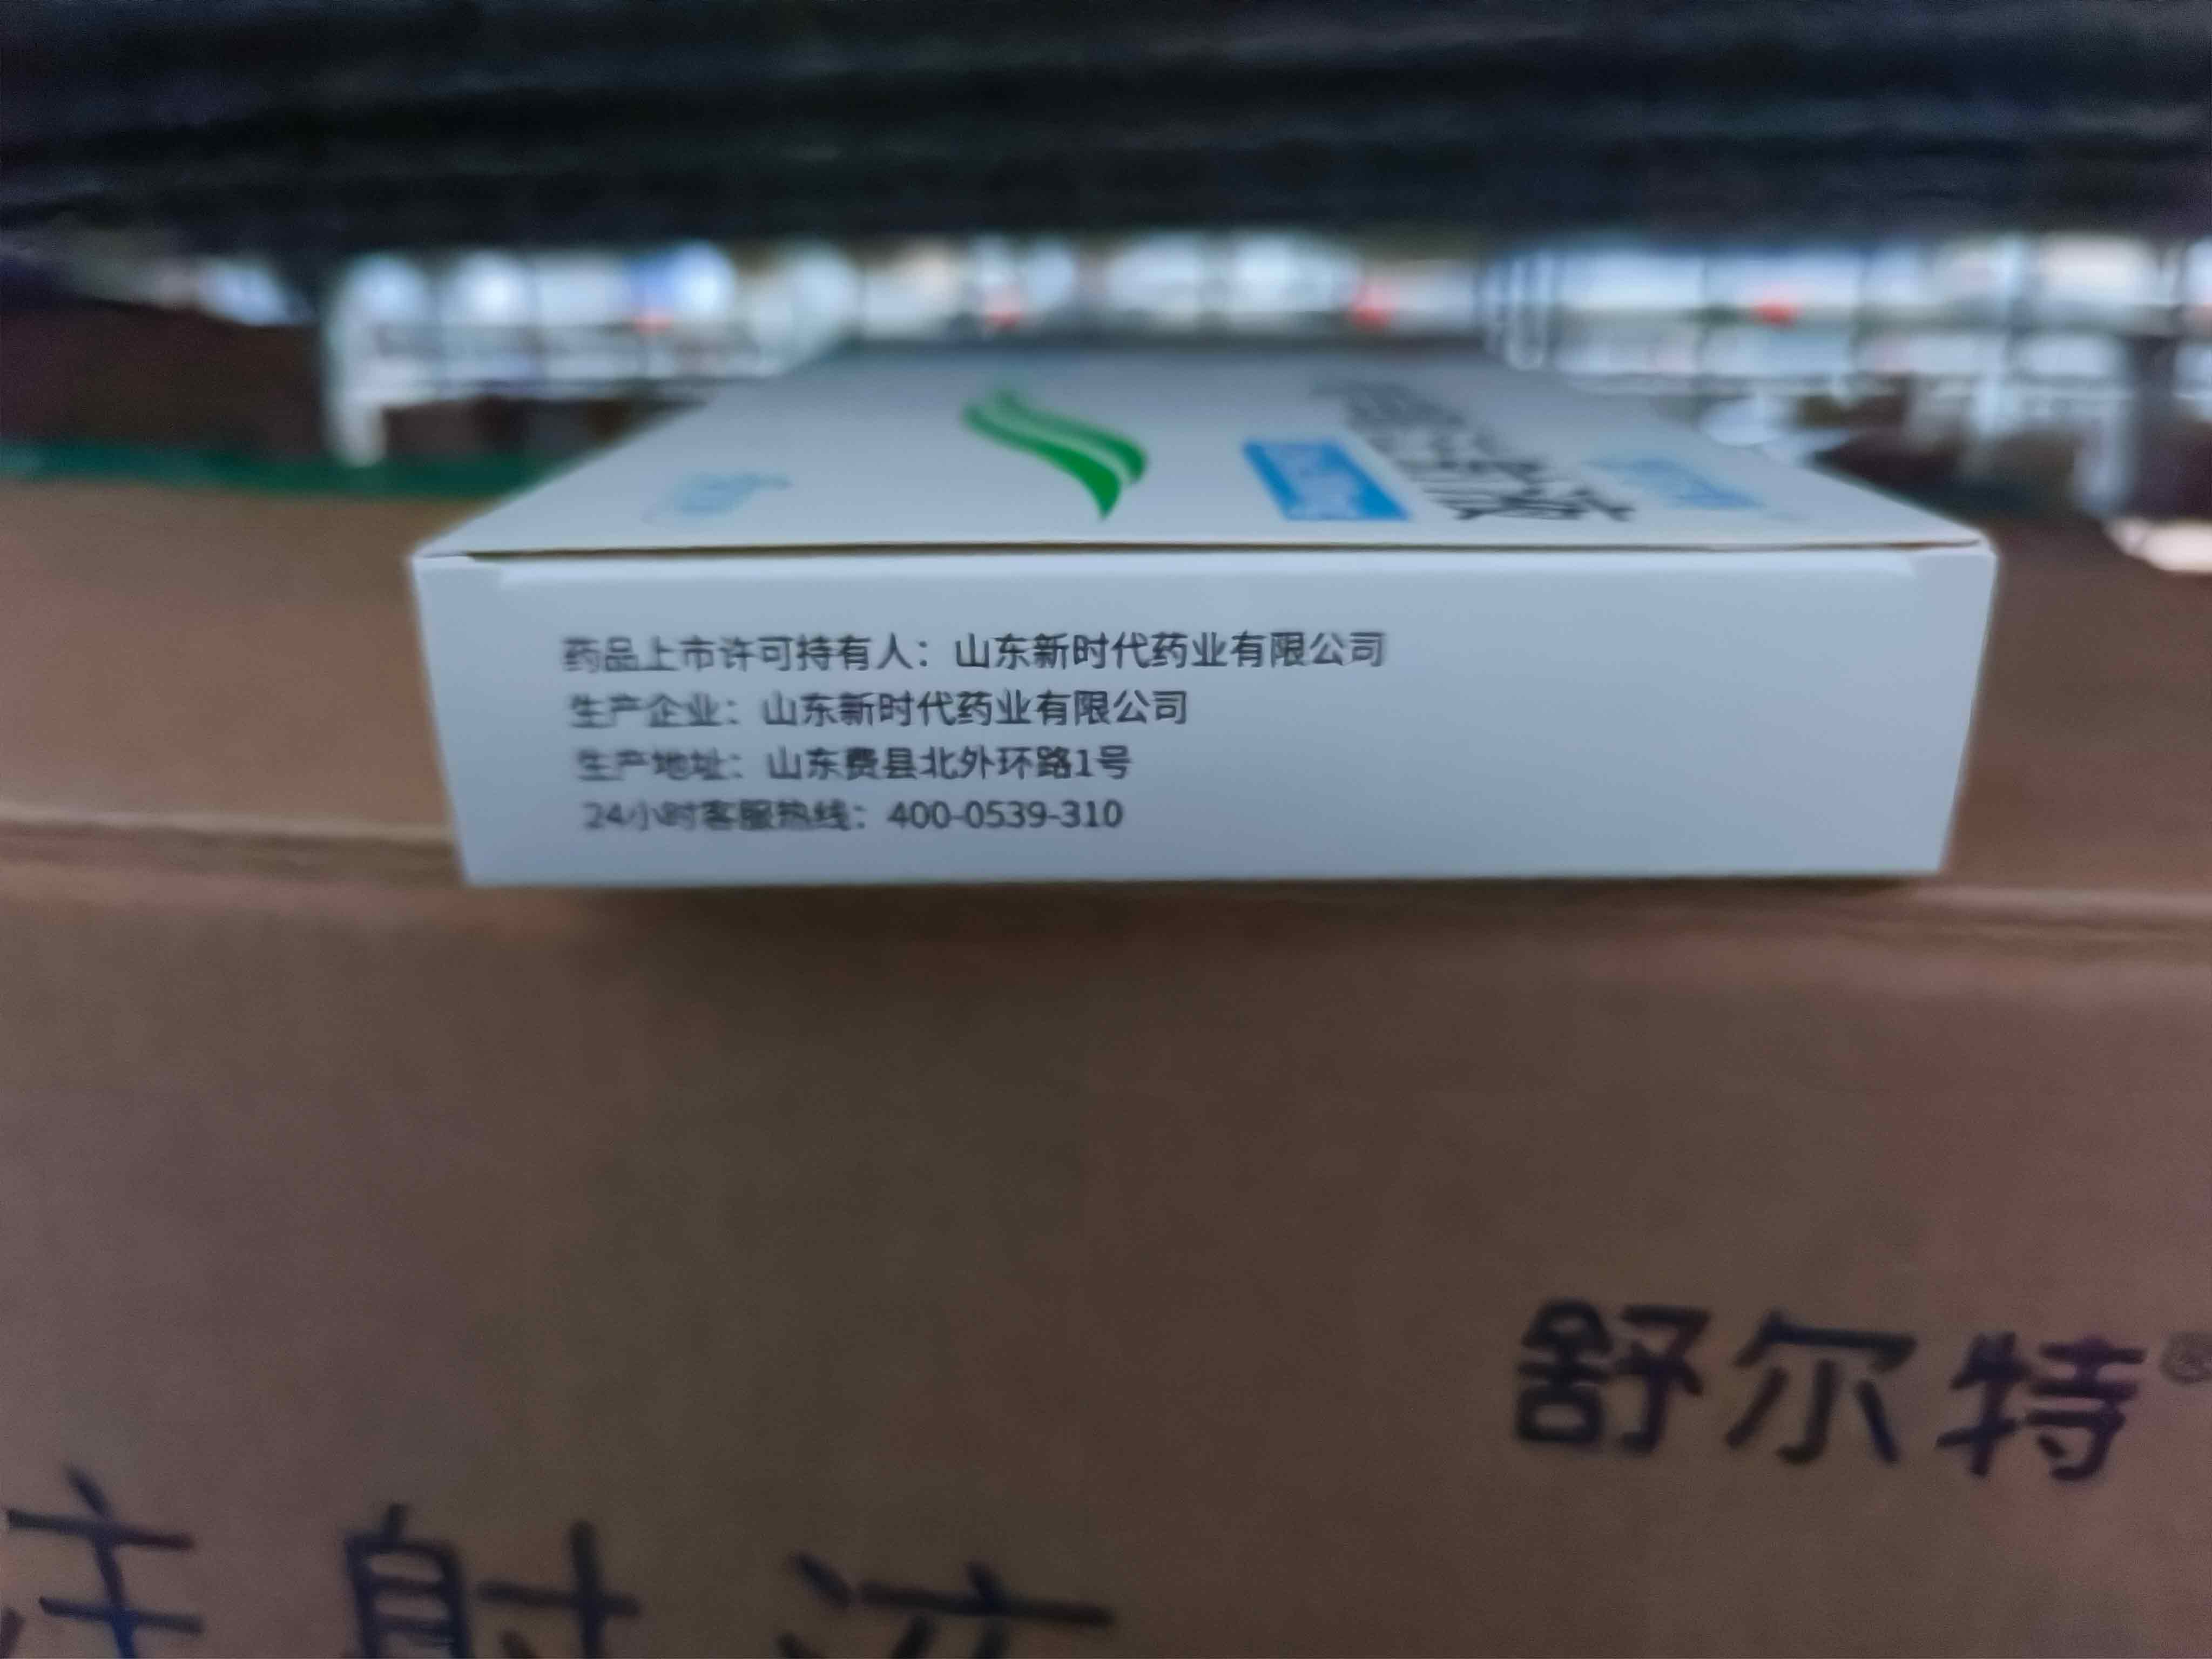 药品上市许可持有人：山东新时代药业有限公司
生产企业：山东新时代药业有限公司
生产地址：山东费县北外环路1号
24小时客服热线：400-0539-310
舒尔特®
注射液